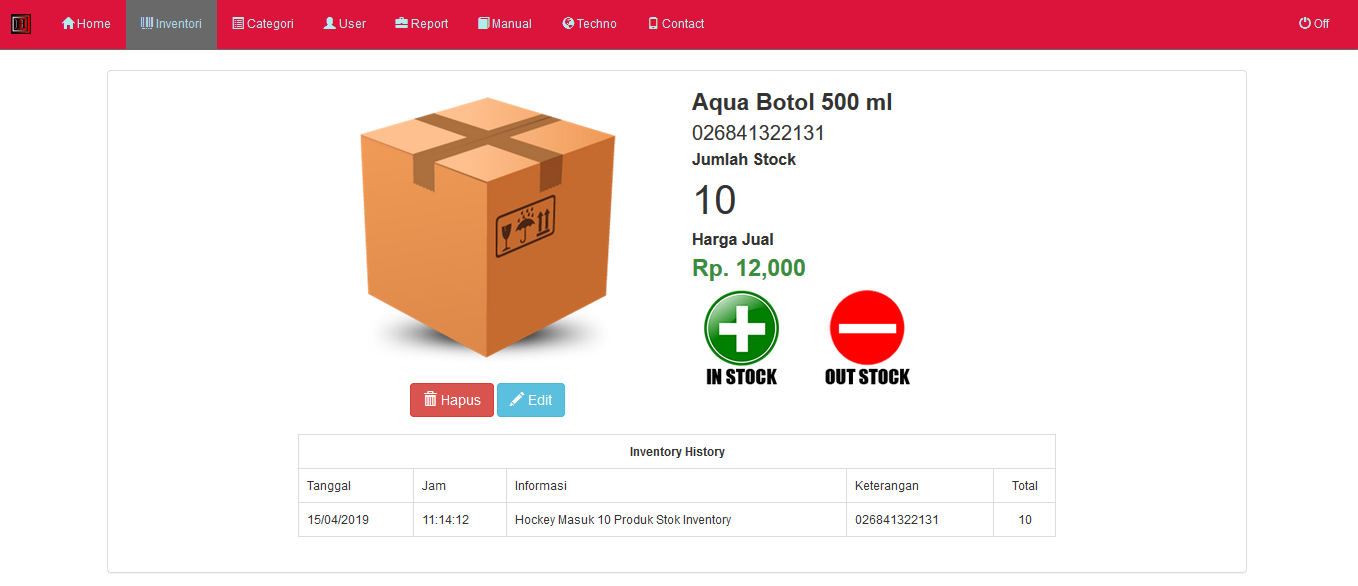 Home Inventori Categori User Report Manual Techno Contact Off
Aqua Botol 500 ml
026841322131
Jumlah Stock
10
Harga Jual
Rp. 12,000
IN STOCK OUT STOCK
Hapus Edit
Inventory History
Tanggal Jam Informasi Keterangan Total
15/04/2019 11:14:12 Hockey Masuk 10 Produk Stok Inventory 026841322131 10